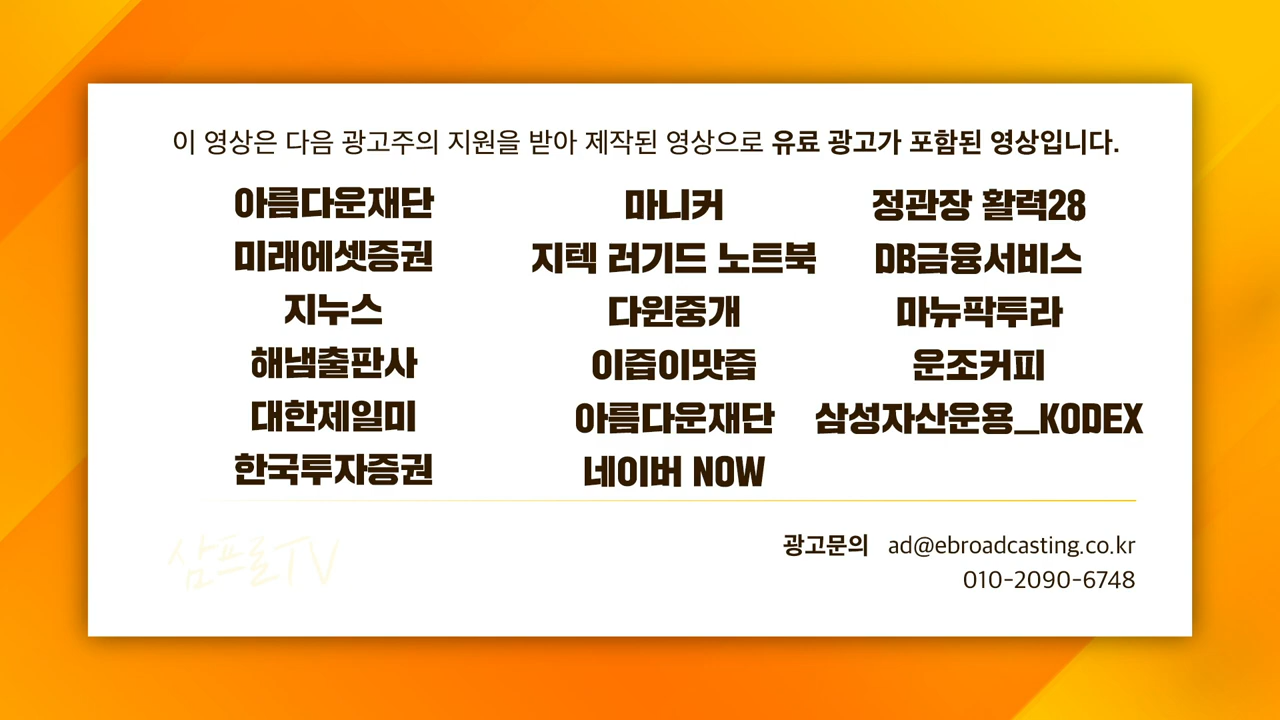 이 영상은 다음 광고주의 지원을 받아 제작된 영상으로 유료 광고가 포함된 영상입니다.
아름다운재단 마니커 정관장 활력28
미래에셋증권 지텍 러기드 노트북 DB금융서비스
지누스 다윈중개 마뉴팍투라
해냄출판사 이즙이맛즙 운조커피
대한제일미 아름다운재단 삼성자산운용_KODEX
한국투자증권 네이버 NOW
광고문의 ad@ebroadcasting.co.kr
010-2090-6748
삼프로TV